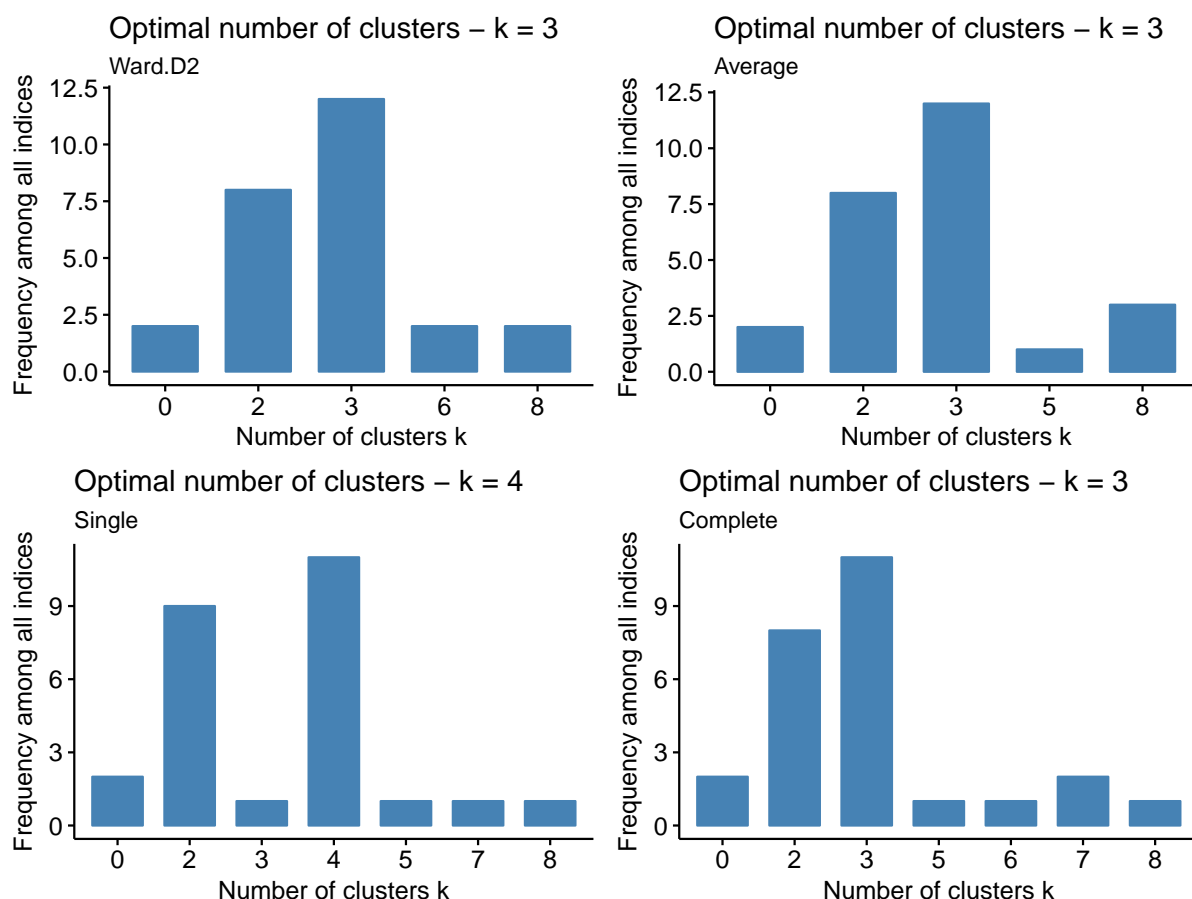 Optimal number of clusters – k = 3
Ward.D2
Frequency among all indices
12.5
10.0
7.5
5.0
2.5
0.0
0 2 3 6 8
Number of clusters k
Optimal number of clusters – k = 3
Average
Frequency among all indices
12.5
10.0
7.5
5.0
2.5
0.0
0 2 3 5 8
Number of clusters k
Optimal number of clusters – k = 4
Single
Frequency among all indices
9
6
3
0
0 2 3 4 5 7 8
Number of clusters k
Optimal number of clusters – k = 3
Complete
Frequency among all indices
9
6
3
0
0 2 3 5 6 7 8
Number of clusters k